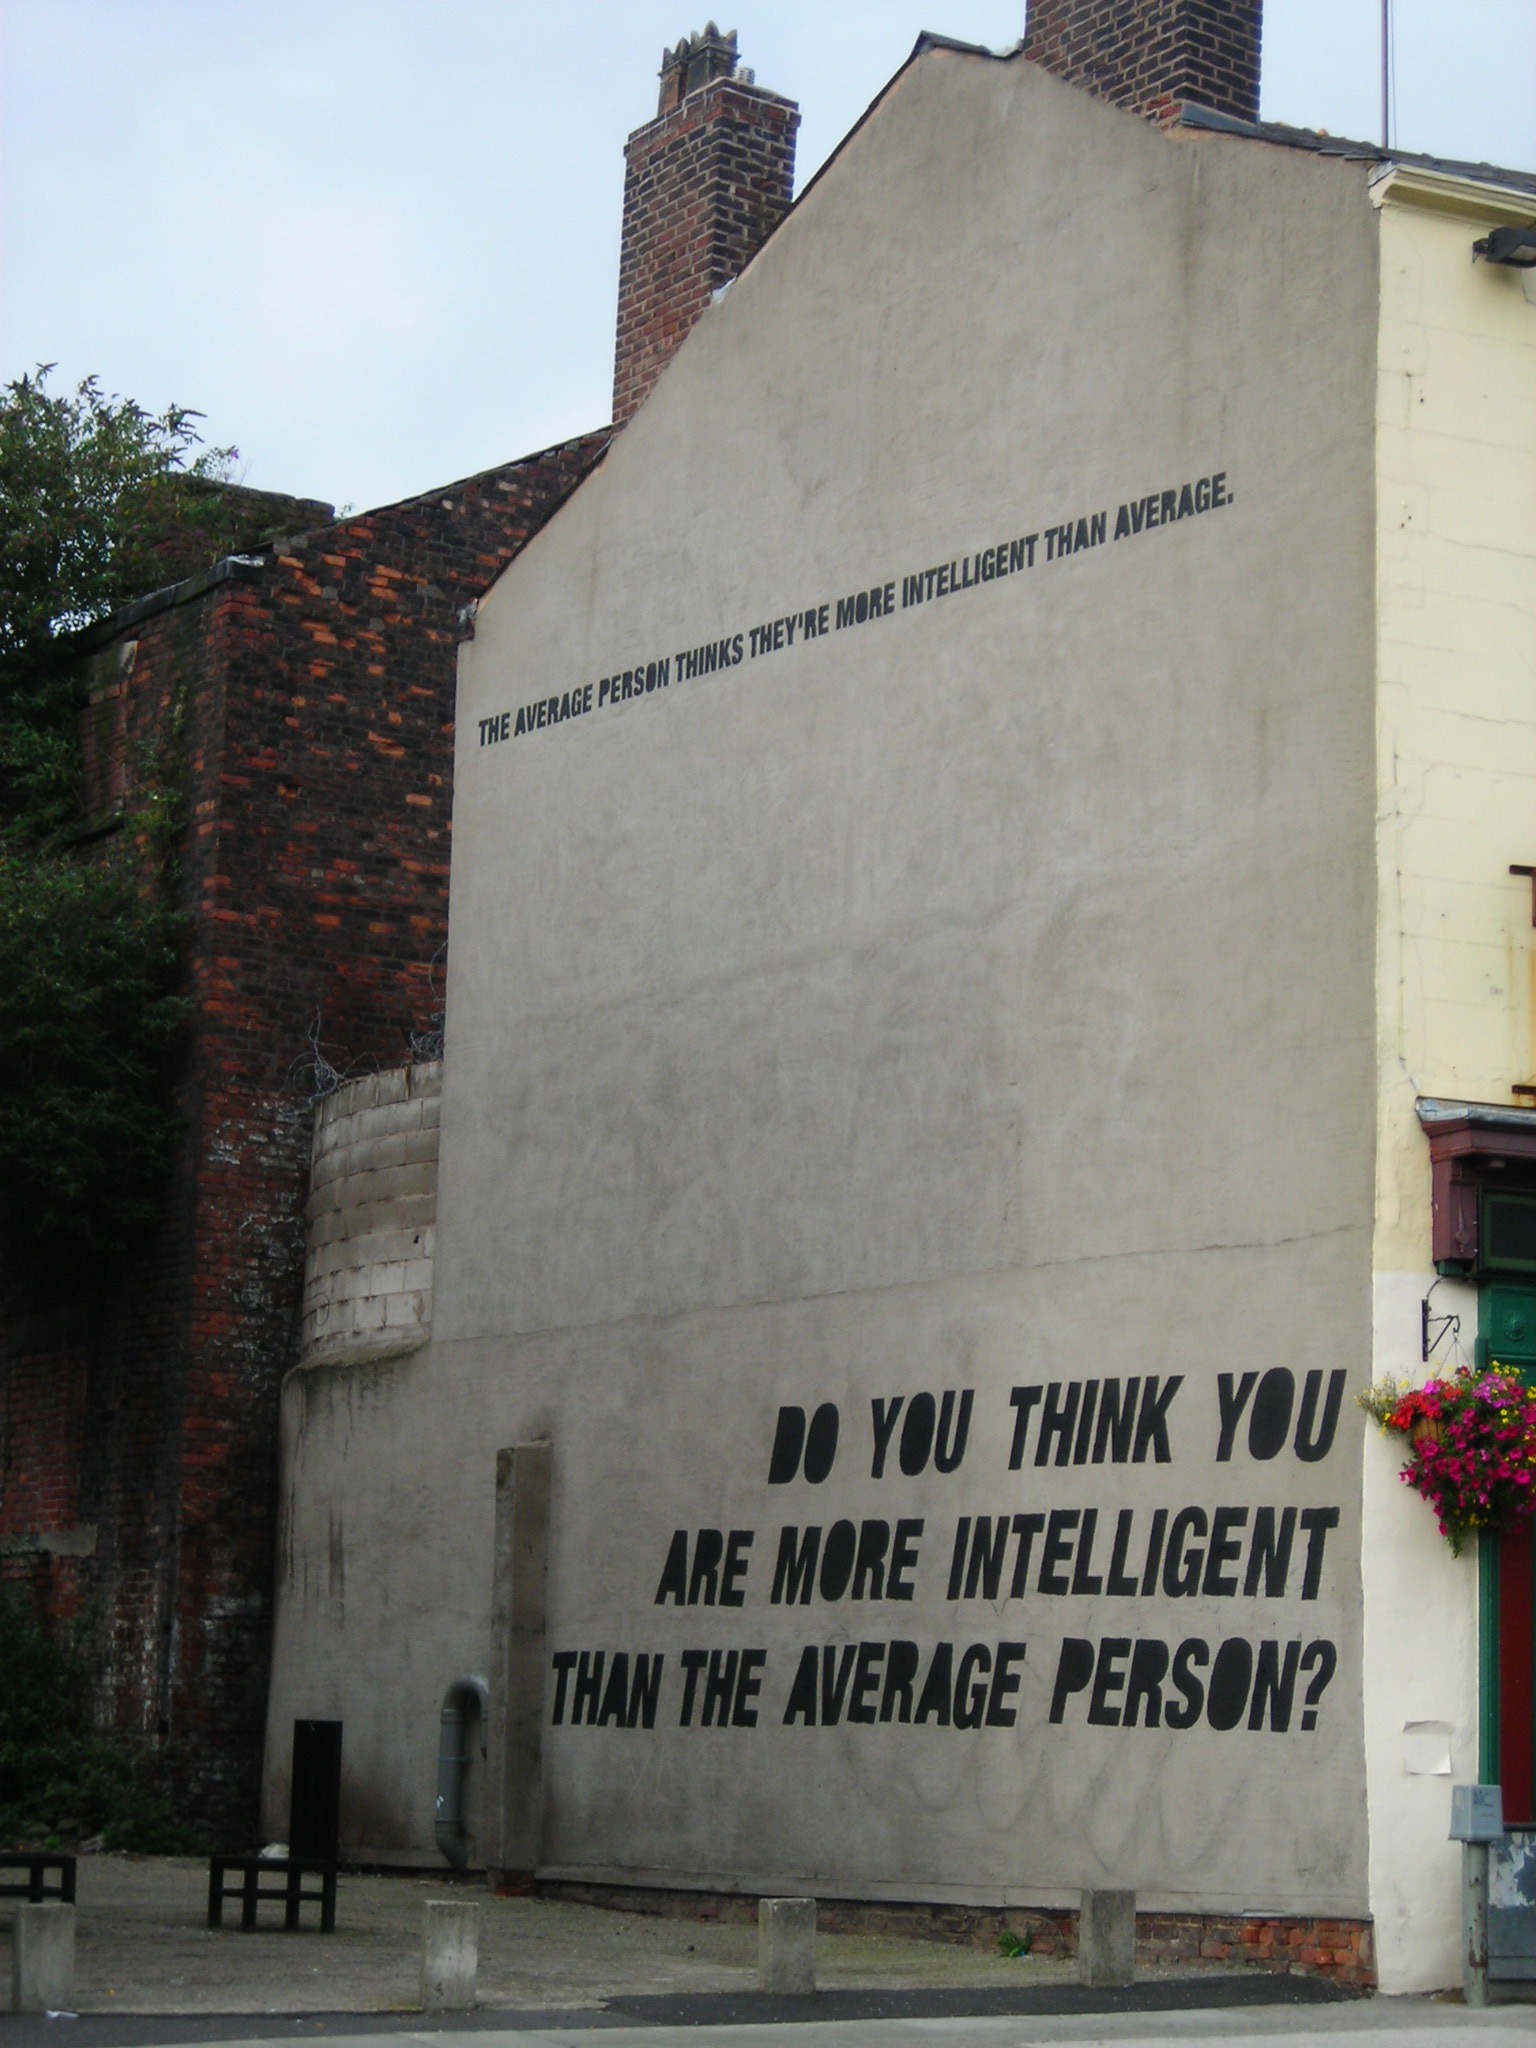 THE AVERAGE PERSON THINKS THEY'RE MORE INTELLIGENT THAN AVERAGE.
DO YOU THINK YOU
ARE MORE INTELLIGENT
THAN THE AVERAGE PERSON?